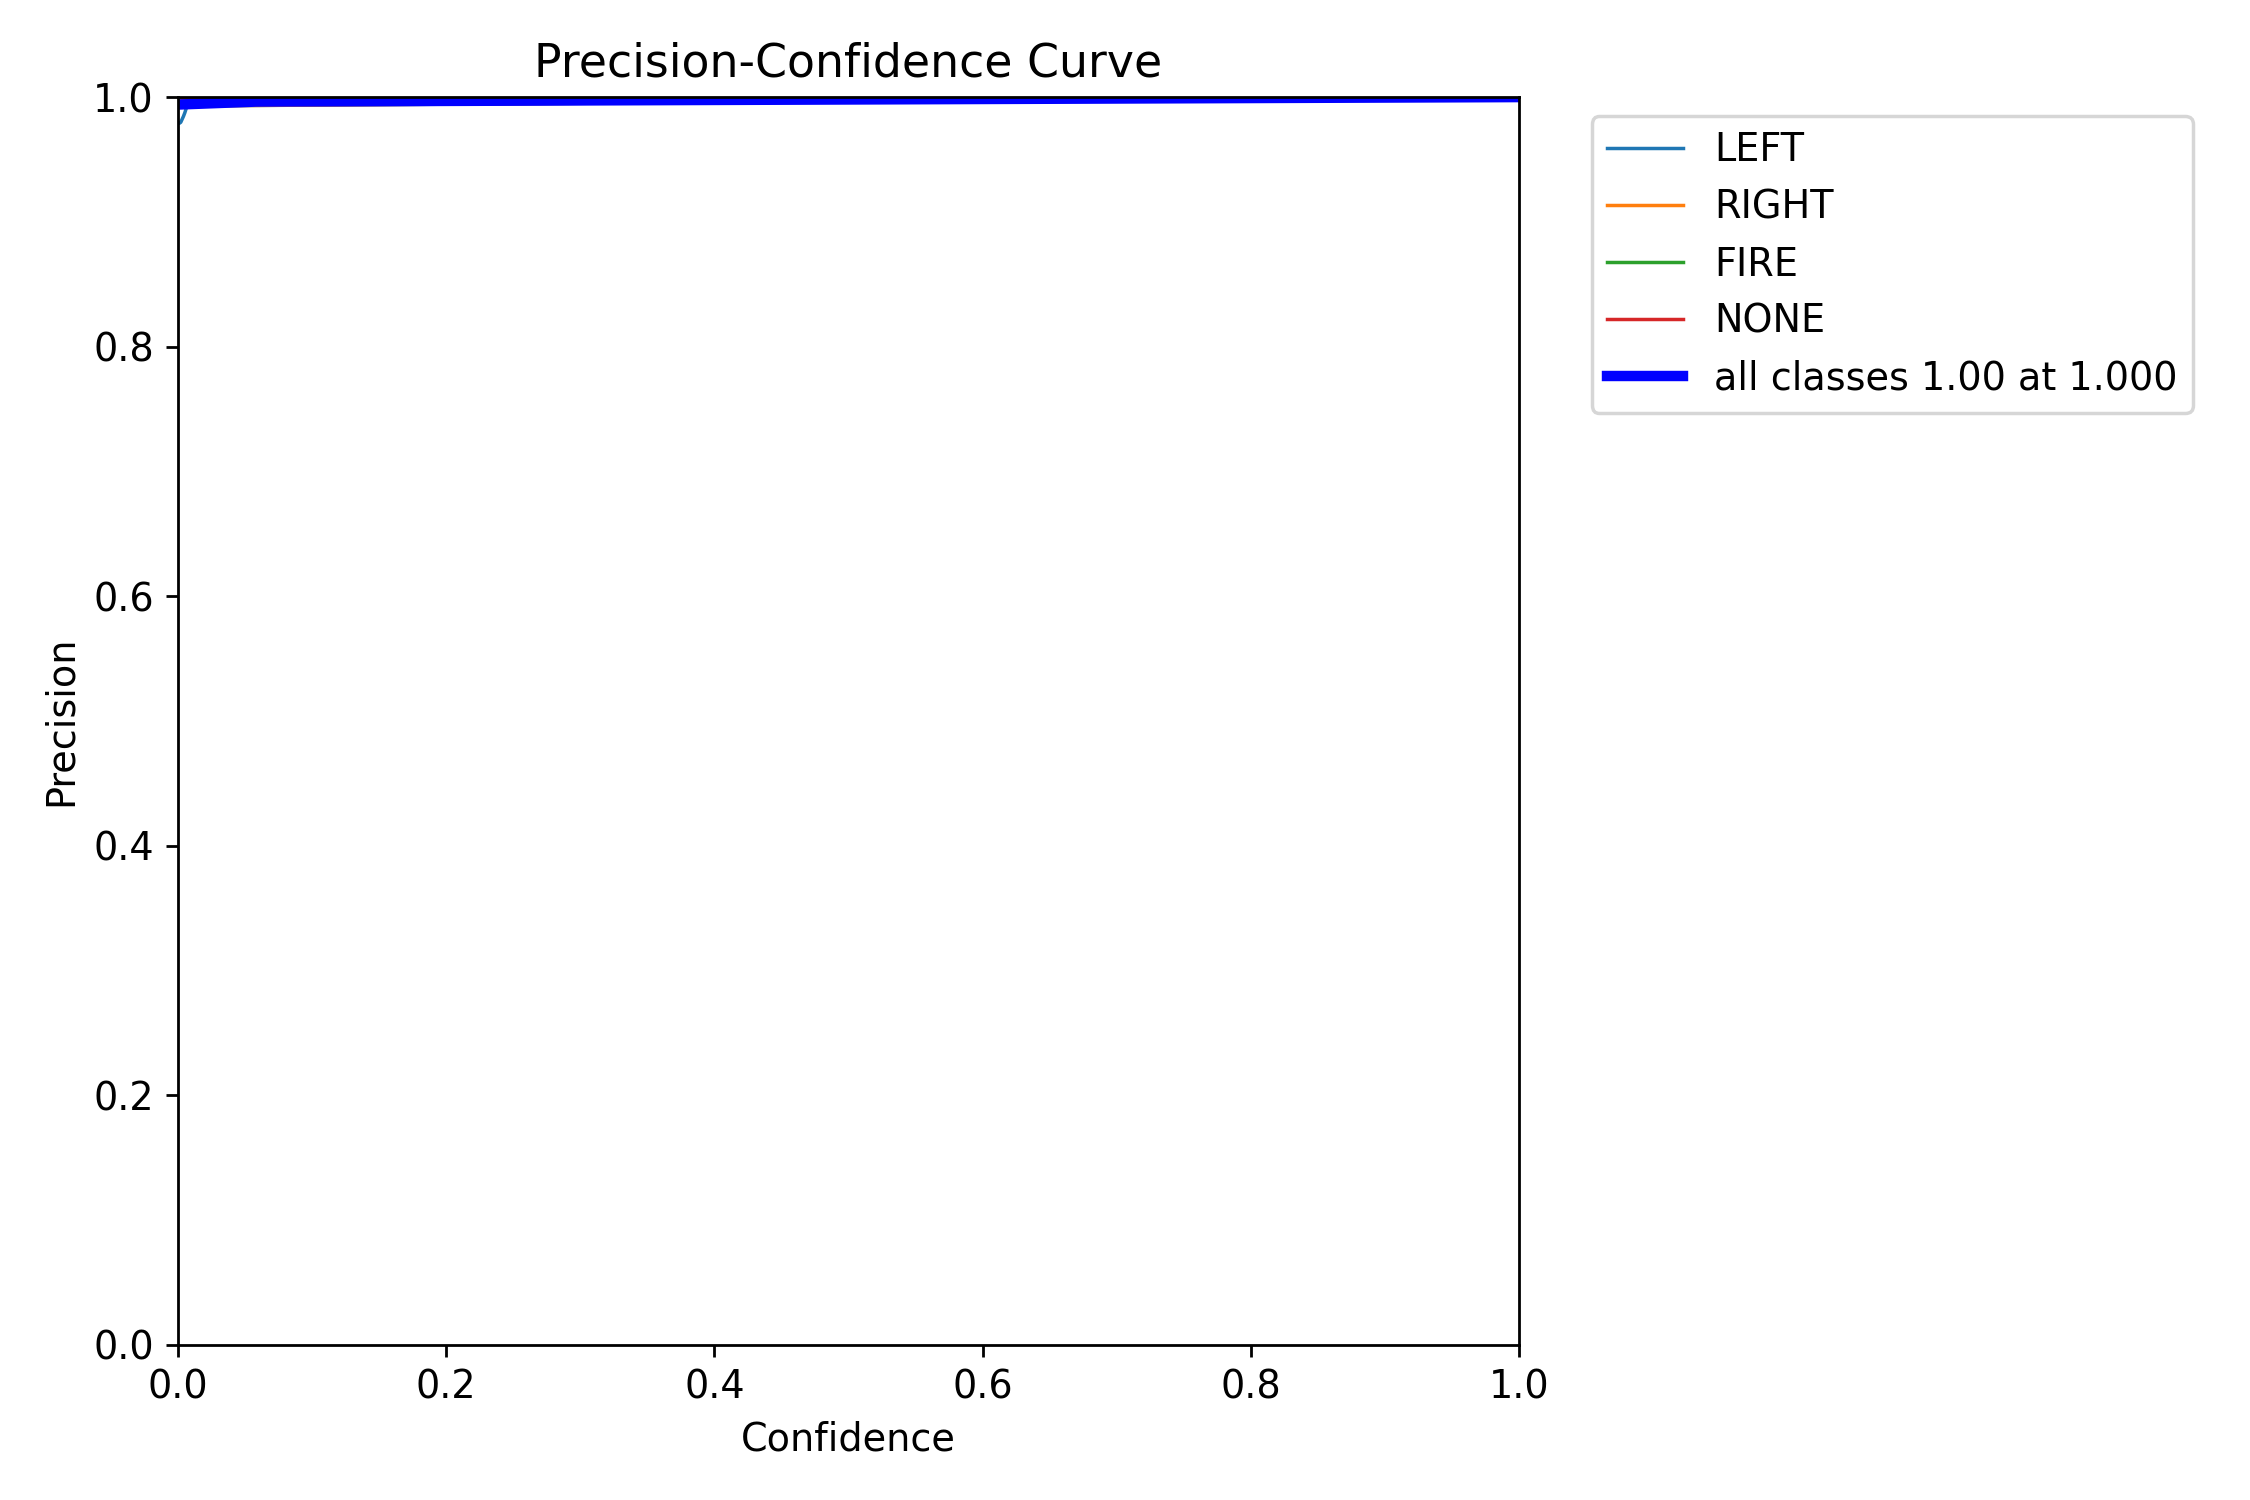 Precision-Confidence Curve
1.0
0.8
0.6
0.4
0.2
0.0
Precision
0.0 0.2 0.4 0.6 0.8 1.0
Confidence
LEFT
RIGHT
FIRE
NONE
all classes 1.00 at 1.000